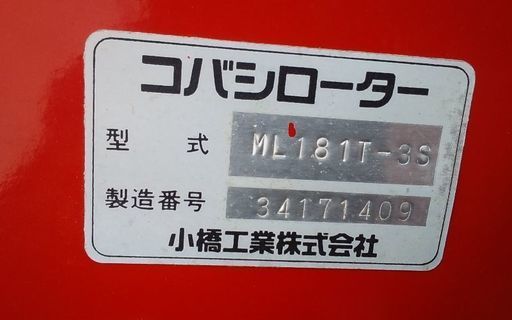 コバシローター
型式 ML181T-3S
製造番号 34171409
小橋工業株式会社